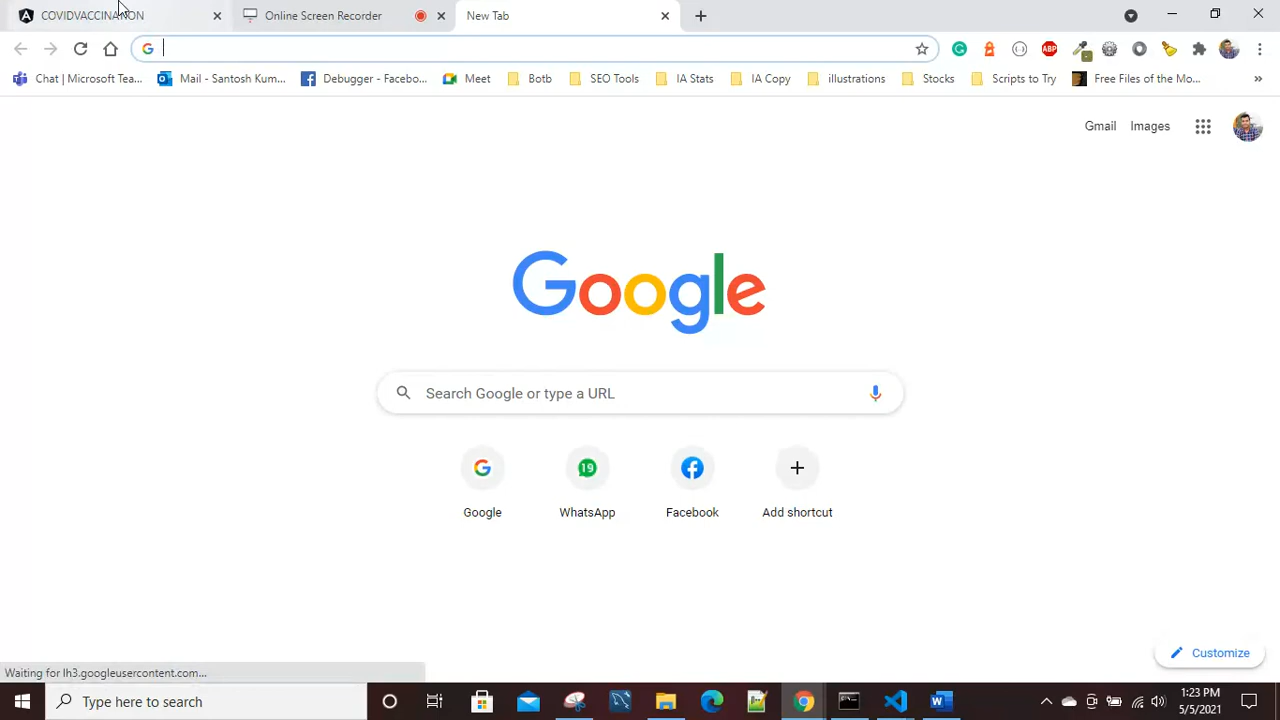 COVIDVACCINATION
Online Screen Recorder
New Tab
Chat | Microsoft Tea...
Mail - Santosh Kum...
Debugger - Facebo...
Meet
Botb
SEO Tools
IA Stats
IA Copy
illustrations
Stocks
Scripts to Try
Free Files of the Mo...
»
Gmail
Images
Google
Search Google or type a URL
19
Google
WhatsApp
Facebook
Add shortcut
Customize
Waiting for lh3.googleusercontent.com...
Type here to search
1:23 PM
5/5/2021